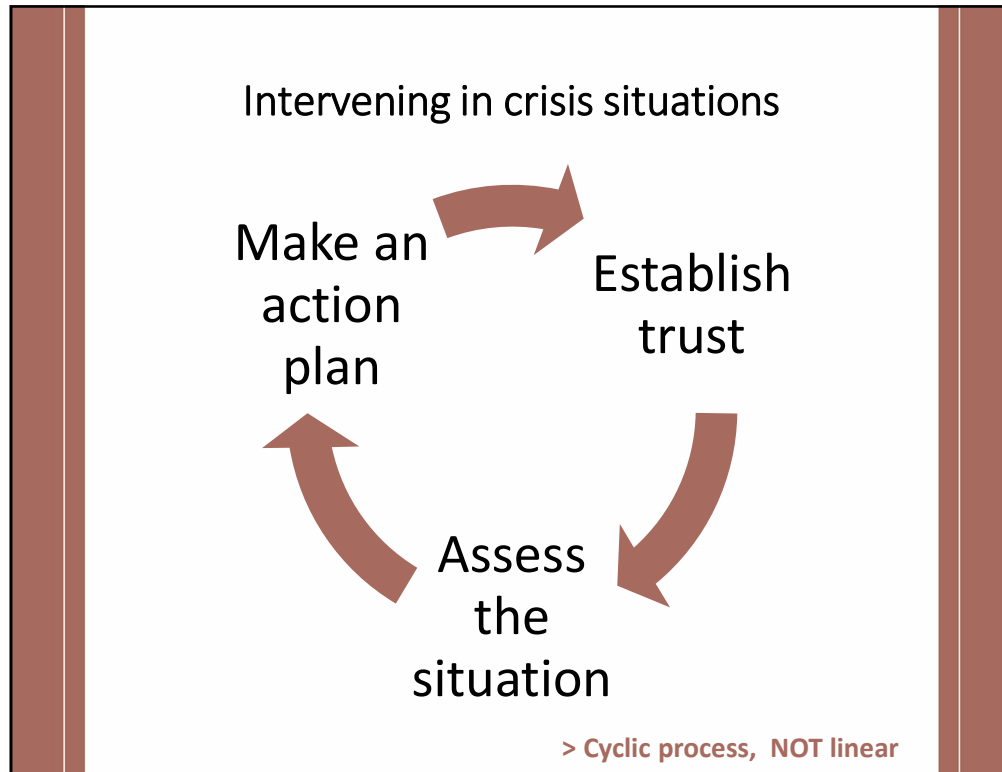 Intervening in crisis situations
Make an
action
plan
Establish
trust
Assess
the
situation
> Cyclic process, NOT linear